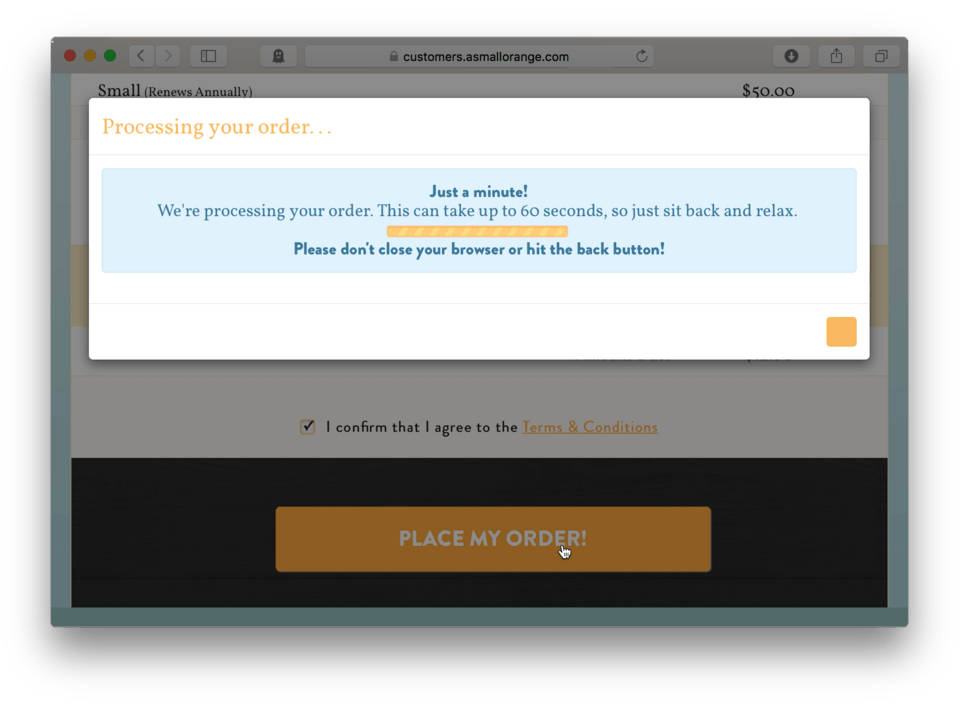 customers.asmallorange.com
Small (Renews Annually) $50.00
Processing your order...
Just a minute!
We're processing your order. This can take up to 60 seconds, so just sit back and relax.
Please don't close your browser or hit the back button!
I confirm that I agree to the Terms & Conditions
PLACE MY ORDER!